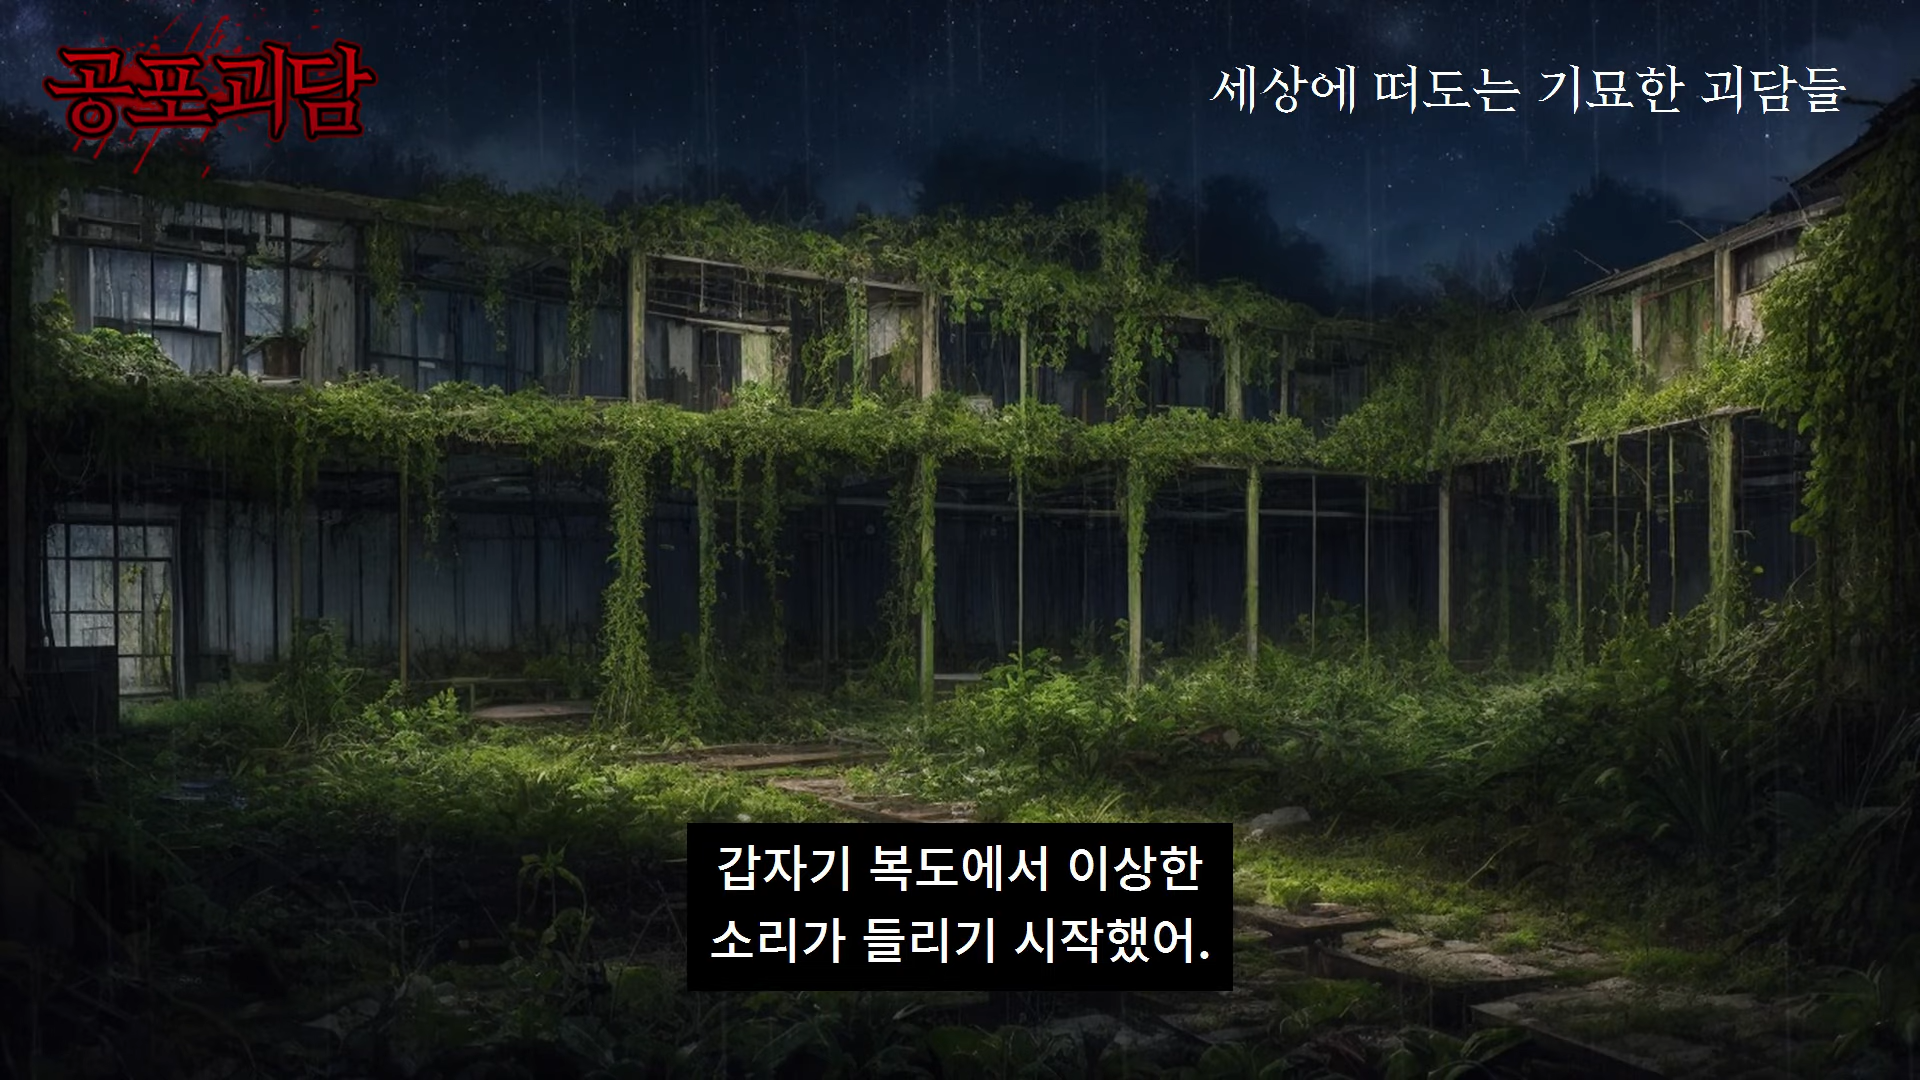 공포괴담
세상에 떠도는 기묘한 괴담들
갑자기 복도에서 이상한
소리가 들리기 시작했어.